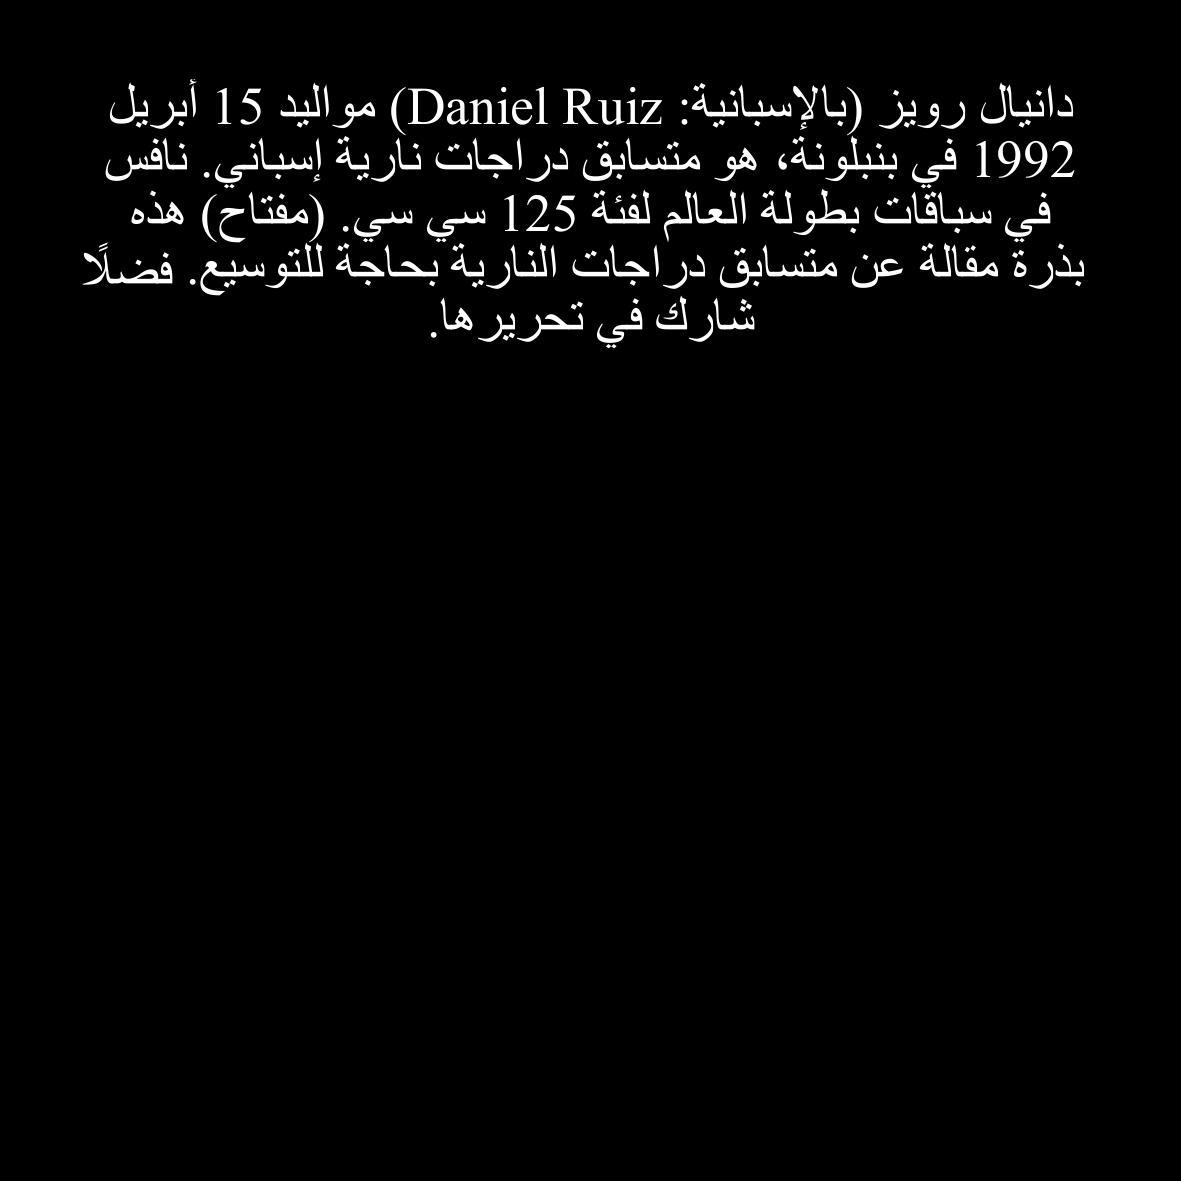 دانيال رويز (بالإسبانية: Daniel Ruiz) مواليد 15 أبريل
1992 في بنبلونة، هو متسابق دراجات نارية إسباني. نافس
في سباقات بطولة العالم لفئة 125 سي سي. (مفتاح) هذه
بذرة مقالة عن متسابق دراجات النارية بحاجة للتوسيع. فضلًا
شارك في تحريرها.